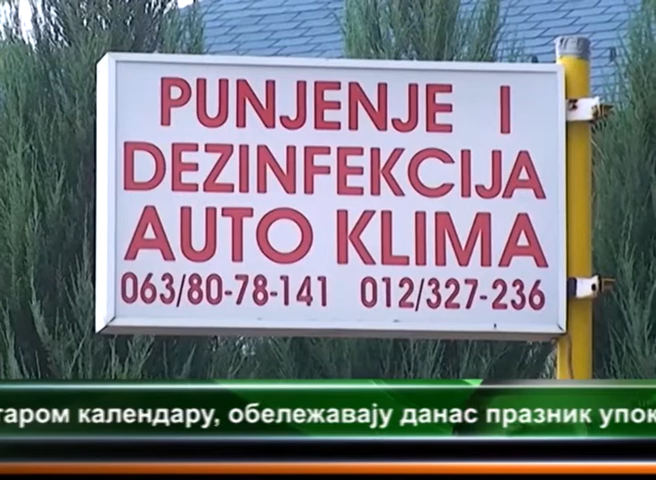 PUNJENJE I
DEZINFEKCIJA
AUTO KLIMA
063/80-78-141 012/327-236
календару, обележавају данас празник